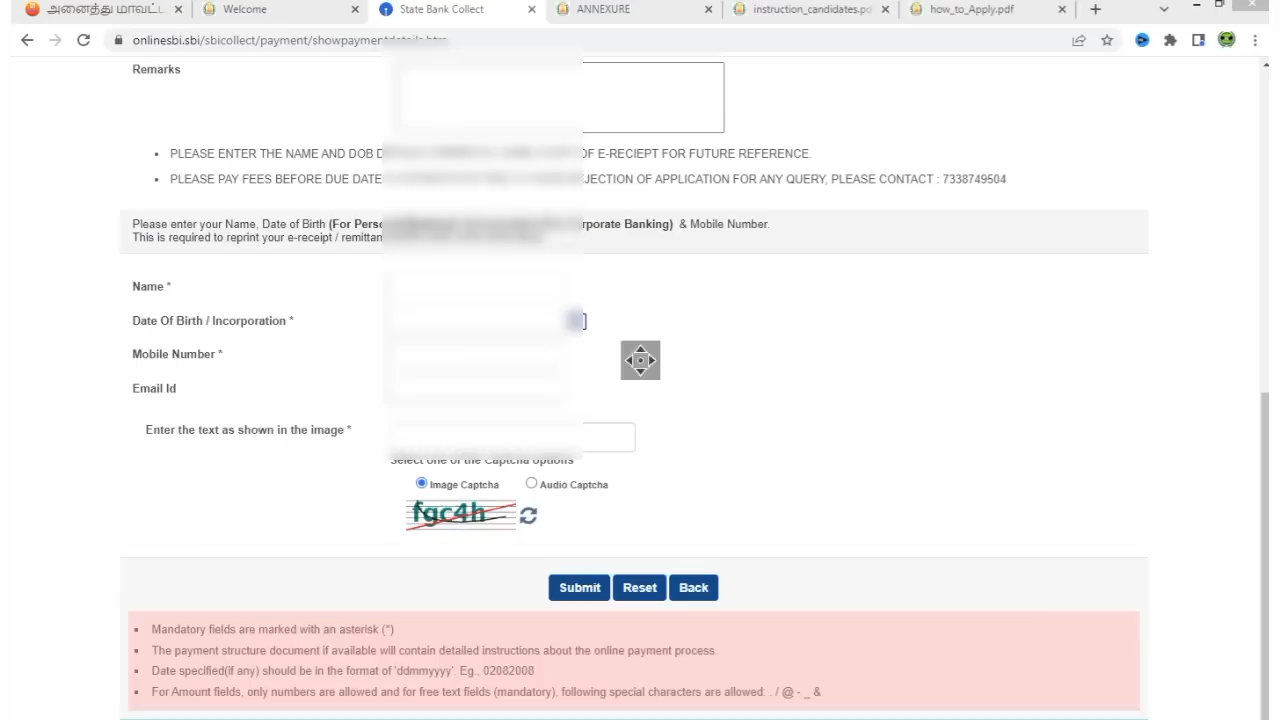 அனைத்து மாவட்ட
Welcome
State Bank Collect
ANNEXURE
instruction_candidates.pd
how_to_Apply.pdf
onlinesbi.sbi/sbicollect/payment/showpaymentdetails.htm
Remarks
PLEASE ENTER THE NAME AND DOB OF E-RECIEPT FOR FUTURE REFERENCE.
PLEASE PAY FEES BEFORE DUE DATE OF APPLICATION FOR ANY QUERY, PLEASE CONTACT : 7338749504
Please enter your Name, Date of Birth (For Banking) & Mobile Number.
This is required to reprint your e-receipt /
Name *
Date Of Birth / Incorporation *
Mobile Number *
Email Id
Enter the text as shown in the image *
Select one of the Captcha options
Image Captcha
Audio Captcha
fgc4h
Submit
Reset
Back
Mandatory fields are marked with an asterisk (*)
The payment structure document if available will contain detailed instructions about the online payment process.
Date specified(if any) should be in the format of 'ddmmyyyy'. Eg., 02082008
For Amount fields, only numbers are allowed and for free text fields (mandatory), following special characters are allowed: . / @ - _ &